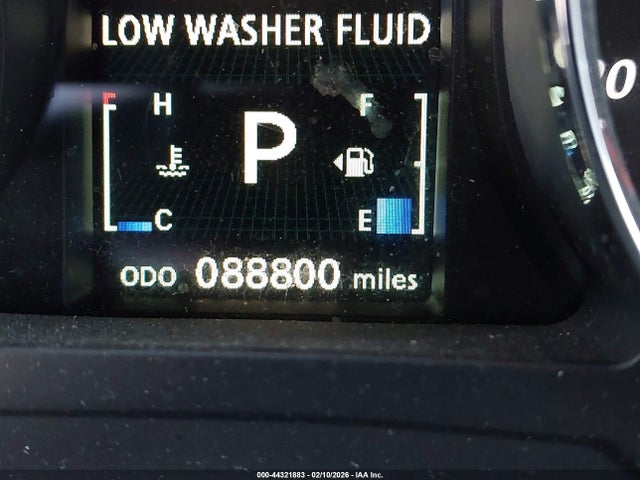 LOW WASHER FLUID
H F
P
C E
ODO 088800 miles
000-44321883 - 02/10/2026 - IAA Inc.